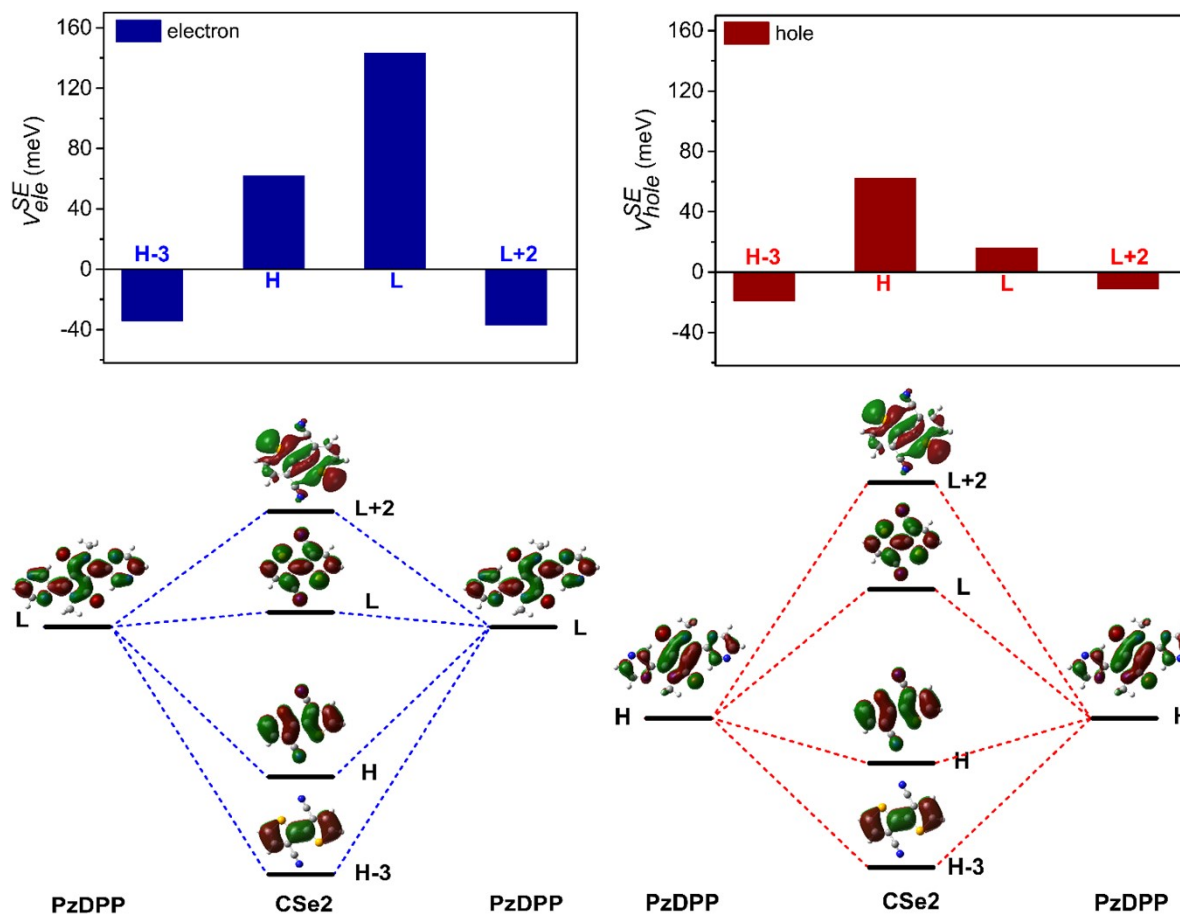 160
120
80
40
0
-40
V^SE_ele (meV)
electron
H-3
H
L
L+2
160
120
80
40
0
-40
V^SE_hole (meV)
hole
H-3
H
L
L+2
L+2
L
L
L
H
H-3
PzDPP
CSe2
PzDPP
L+2
L
H
H
H
H-3
PzDPP
CSe2
PzDPP